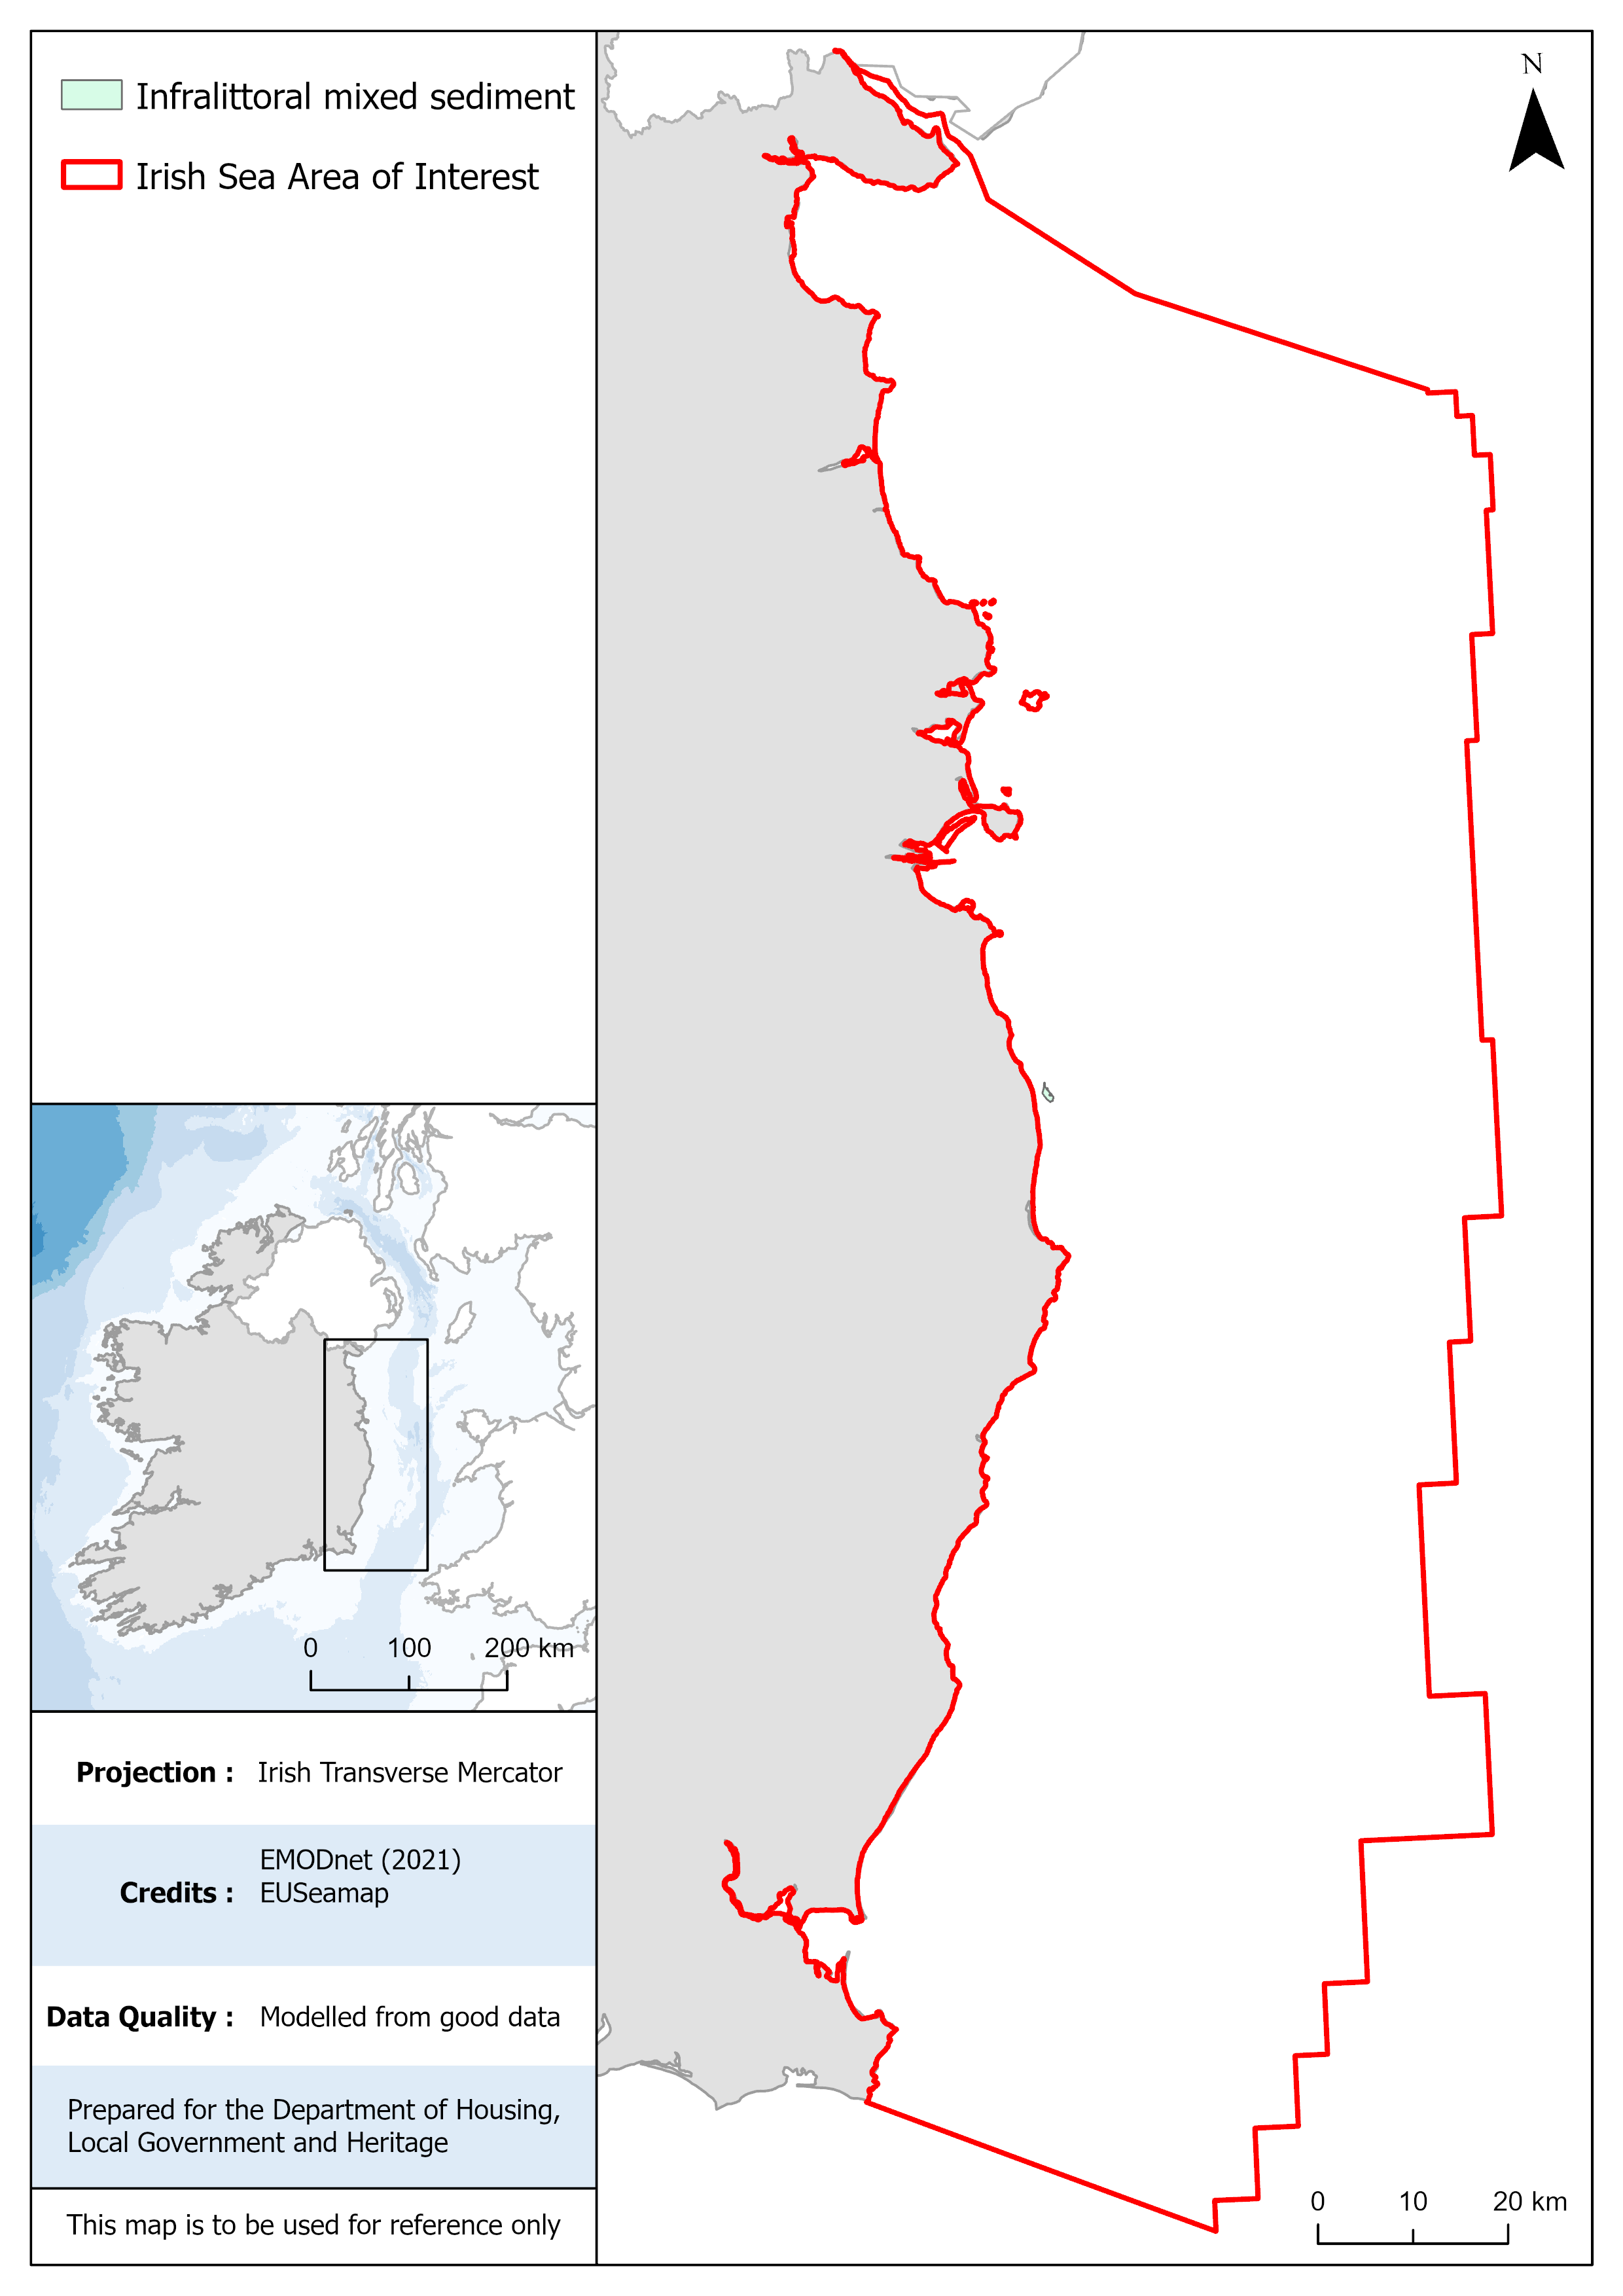 Infralittoral mixed sediment
Irish Sea Area of Interest
N
0 100 200 km
Projection : Irish Transverse Mercator
EMODnet (2021)
Credits : EUSeamap
Data Quality : Modelled from good data
Prepared for the Department of Housing,
Local Government and Heritage
This map is to be used for reference only
0 10 20 km